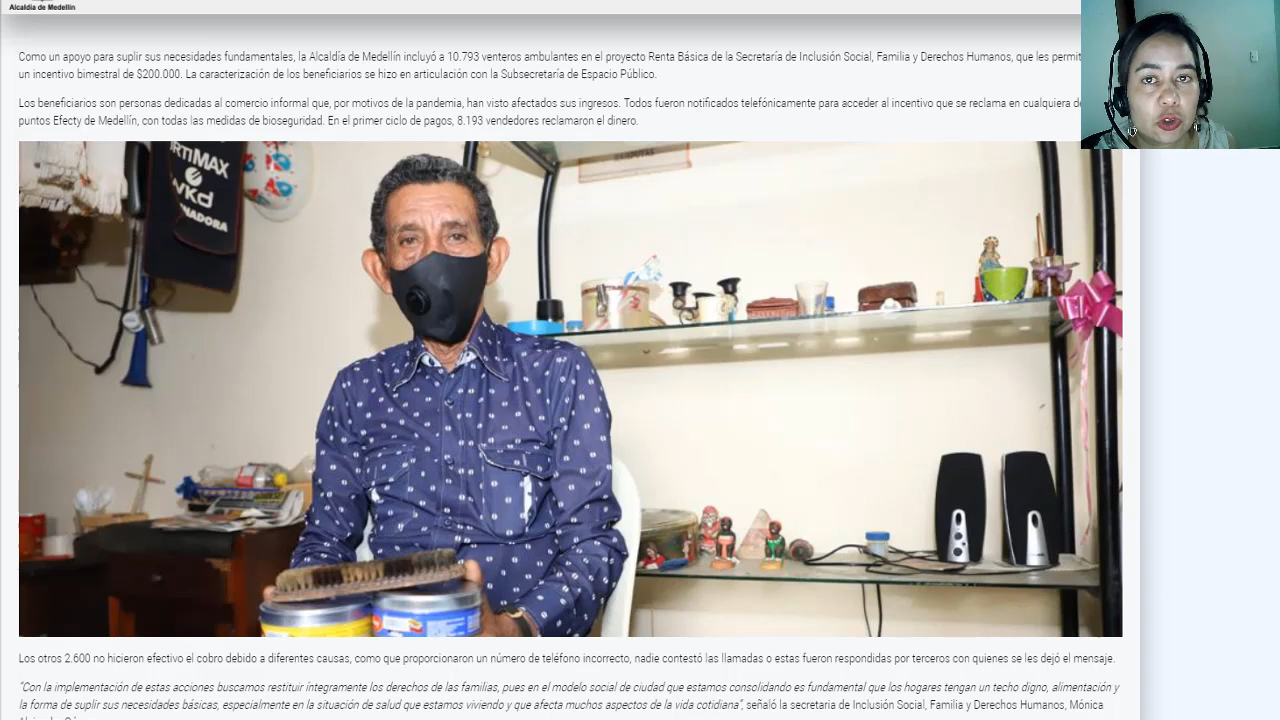 Alcaldía de Medellín
Como un apoyo para suplir sus necesidades fundamentales, la Alcaldía de Medellín incluyó a 10.793 venteros ambulantes en el proyecto Renta Básica de la Secretaría de Inclusión Social, Familia y Derechos Humanos, que les permit
un incentivo bimestral de $200.000. La caracterización de los beneficiarios se hizo en articulación con la Subsecretaría de Espacio Público.
Los beneficiarios son personas dedicadas al comercio informal que, por motivos de la pandemia, han visto afectados sus ingresos. Todos fueron notificados telefónicamente para acceder al incentivo que se reclama en cualquiera de
puntos Efecty de Medellín, con todas las medidas de bioseguridad. En el primer ciclo de pagos, 8.193 vendedores reclamaron el dinero.
Los otros 2.600 no hicieron efectivo el cobro debido a diferentes causas, como que proporcionaron un número de teléfono incorrecto, nadie contestó las llamadas o estas fueron respondidas por terceros con quienes se les dejó el mensaje.
“Con la implementación de estas acciones buscamos restituir íntegramente los derechos de las familias, pues en el modelo social de ciudad que estamos consolidando es fundamental que los hogares tengan un techo digno, alimentación y
la forma de suplir sus necesidades básicas, especialmente en la situación de salud que estamos viviendo y que afecta muchos aspectos de la vida cotidiana”, señaló la secretaria de Inclusión Social, Familia y Derechos Humanos, Mónica